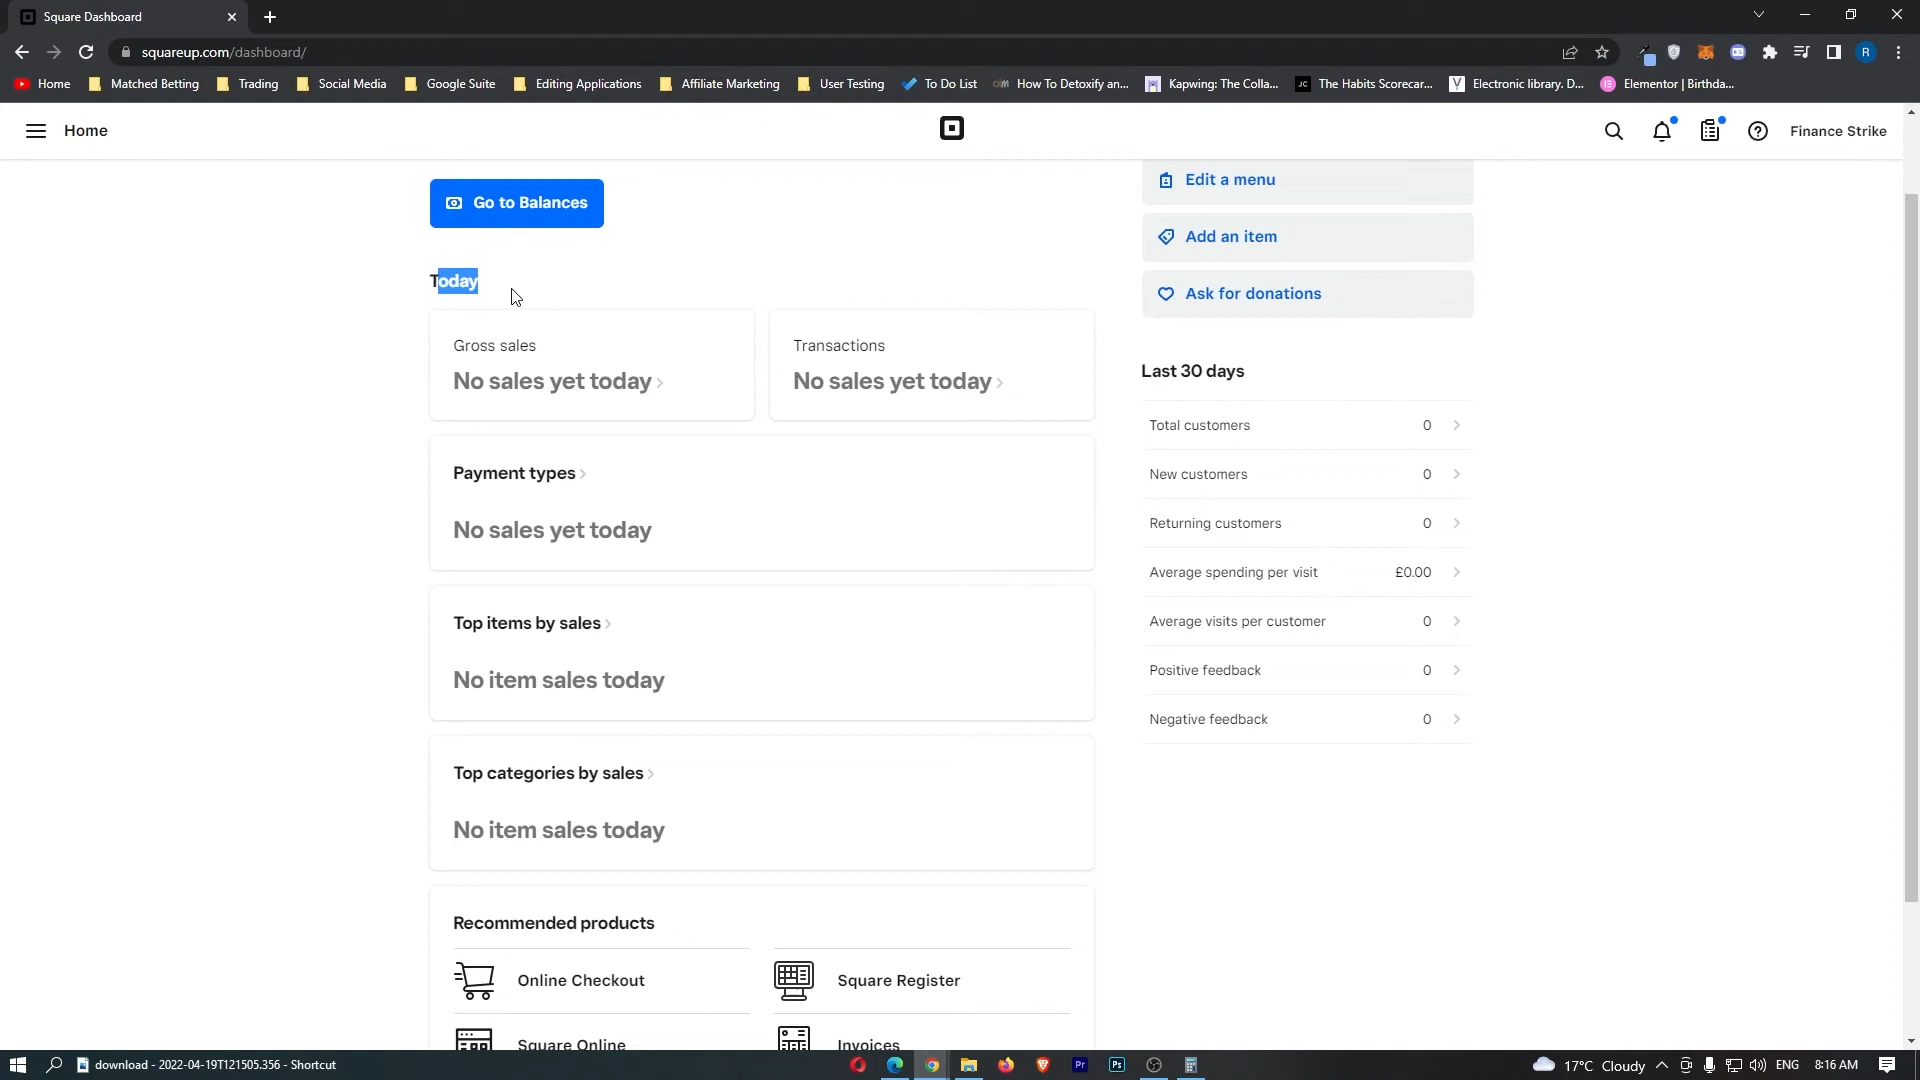 Square Dashboard
squareup.com/dashboard/
R
Home
Matched Betting
Trading
Social Media
Google Suite
Editing Applications
Affiliate Marketing
User Testing
To Do List
How To Detoxify an...
Kapwing: The Colla...
JC
The Habits Scorecar...
V
Electronic library. D...
Elementor | Birthda...
Home
Finance Strike
Go to Balances
Today
Gross sales
No sales yet today
Transactions
No sales yet today
Payment types
No sales yet today
Top items by sales
No item sales today
Top categories by sales
No item sales today
Recommended products
Online Checkout
Square Register
Square Online
Invoices
Edit a menu
Add an item
Ask for donations
Last 30 days
Total customers 0
New customers 0
Returning customers 0
Average spending per visit £0.00
Average visits per customer 0
Positive feedback 0
Negative feedback 0
download - 2022-04-19T121505.356 - Shortcut
Pr
Ps
17°C Cloudy
ENG
8:16 AM